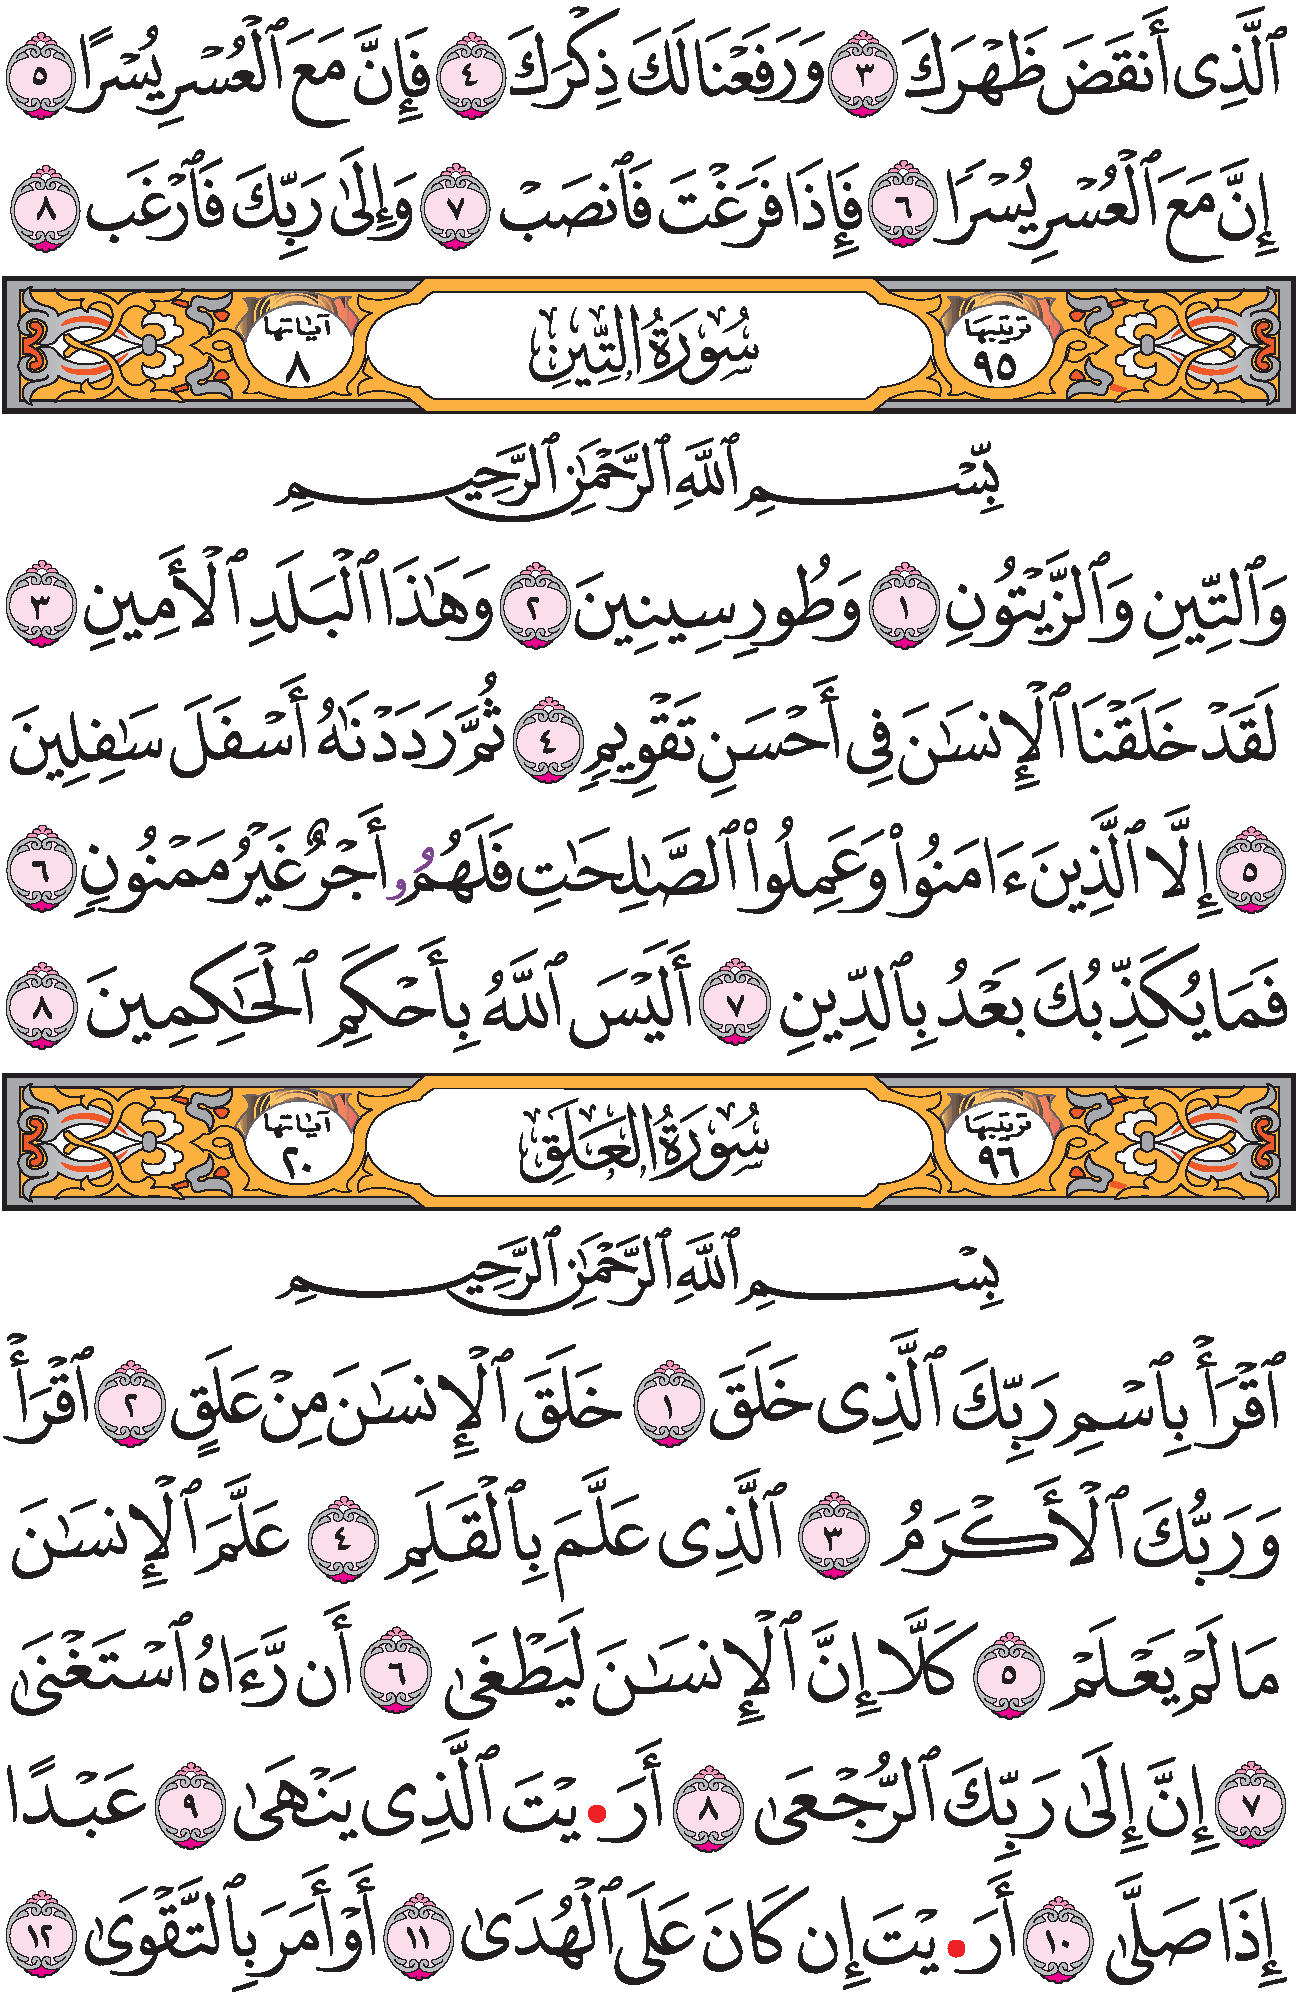 ٱلَّذِىٓ أَنقَضَ ظَهْرَكَ ٣ وَرَفَعْنَا لَكَ ذِكْرَكَ ٤ فَإِنَّ مَعَ ٱلْعُسْرِ يُسْرًا ٥
إِنَّ مَعَ ٱلْعُسْرِ يُسْرًا ٦ فَإِذَا فَرَغْتَ فَٱنصَبْ ٧ وَإِلَىٰ رَبِّكَ فَٱرْغَب ٨
ترتيبها ٩٥ سُورَةُ التِّينِ آياتها ٨
بِّسْمِ ٱللَّهِ ٱلرَّحْمَٰنِ ٱلرَّحِيمِ
وَٱلتِّينِ وَٱلزَّيْتُونِ ١ وَطُورِ سِينِينَ ٢ وَهَٰذَا ٱلْبَلَدِ ٱلْأَمِينِ ٣
لَقَدْ خَلَقْنَا ٱلْإِنسَٰنَ فِىٓ أَحْسَنِ تَقْوِيمٍ ٤ ثُمَّ رَدَدْنَٰهُ أَسْفَلَ سَٰفِلِينَ
٥ إِلَّا ٱلَّذِينَ ءَامَنُوا۟ وَعَمِلُوا۟ ٱلصَّٰلِحَٰتِ فَلَهُمُۥٓ أَجْرٌ غَيْرُ مَمْنُونٍ ٦
فَمَا يُكَذِّبُكَ بَعْدُ بِٱلدِّينِ ٧ أَلَيْسَ ٱللَّهُ بِأَحْكَمِ ٱلْحَٰكِمِينَ ٨
ترتيبها ٩٦ سُورَةُ العَلَقِ آياتها ٢٠
بِسْمِ ٱللَّهِ ٱلرَّحْمَٰنِ ٱلرَّحِيمِ
ٱقْرَأْ بِٱسْمِ رَبِّكَ ٱلَّذِى خَلَقَ ١ خَلَقَ ٱلْإِنسَٰنَ مِنْ عَلَقٍ ٢ ٱقْرَأْ
وَرَبُّكَ ٱلْأَكْرَمُ ٣ ٱلَّذِى عَلَّمَ بِٱلْقَلَمِ ٤ عَلَّمَ ٱلْإِنسَٰنَ
مَا لَمْ يَعْلَمْ ٥ كَلَّآ إِنَّ ٱلْإِنسَٰنَ لَيَطْغَىٰٓ ٦ أَن رَّءَاهُ ٱسْتَغْنَىٰٓ
٧ إِنَّ إِلَىٰ رَبِّكَ ٱلرُّجْعَىٰٓ ٨ أَرَ•يْتَ ٱلَّذِى يَنْهَىٰ ٩ عَبْدًا
إِذَا صَلَّىٰٓ ١٠ أَرَ•يْتَ إِن كَانَ عَلَى ٱلْهُدَىٰٓ ١١ أَوْ أَمَرَ بِٱلتَّقْوَىٰٓ ١٢